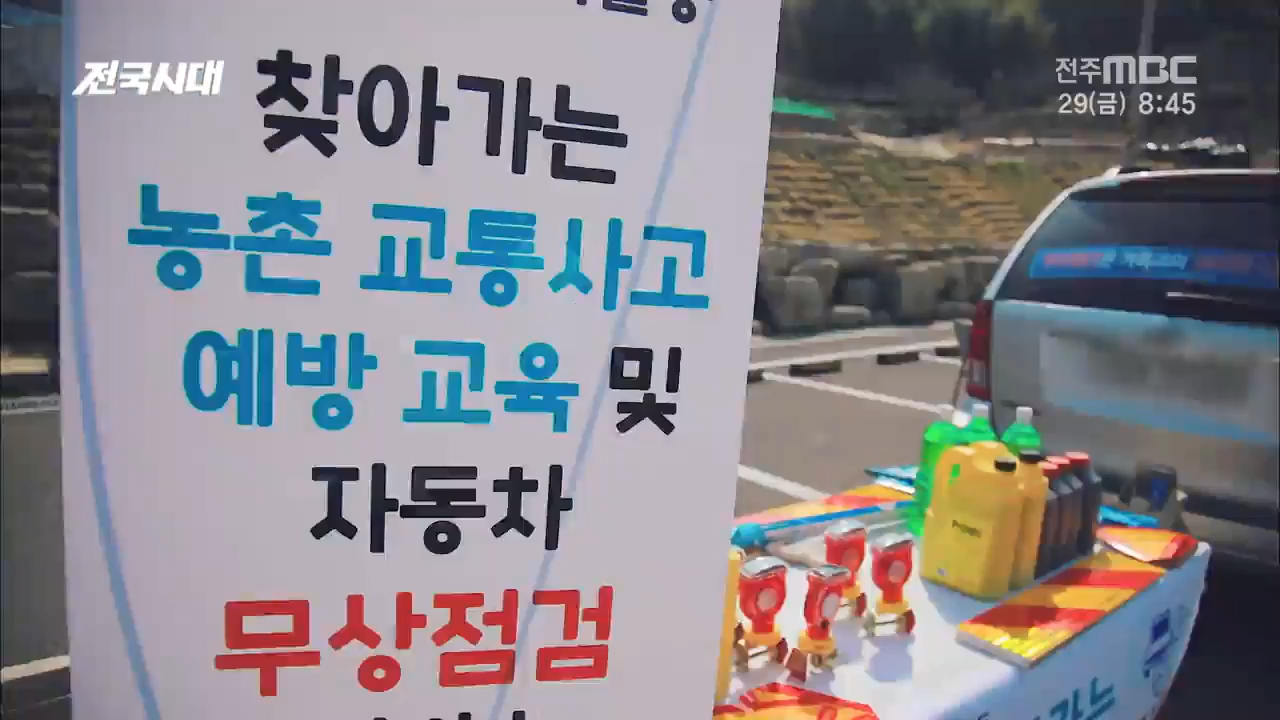 전국시대
전주MBC
29(금) 8:45
찾아가는
농촌 교통사고
예방 교육 및
자동차
무상점검